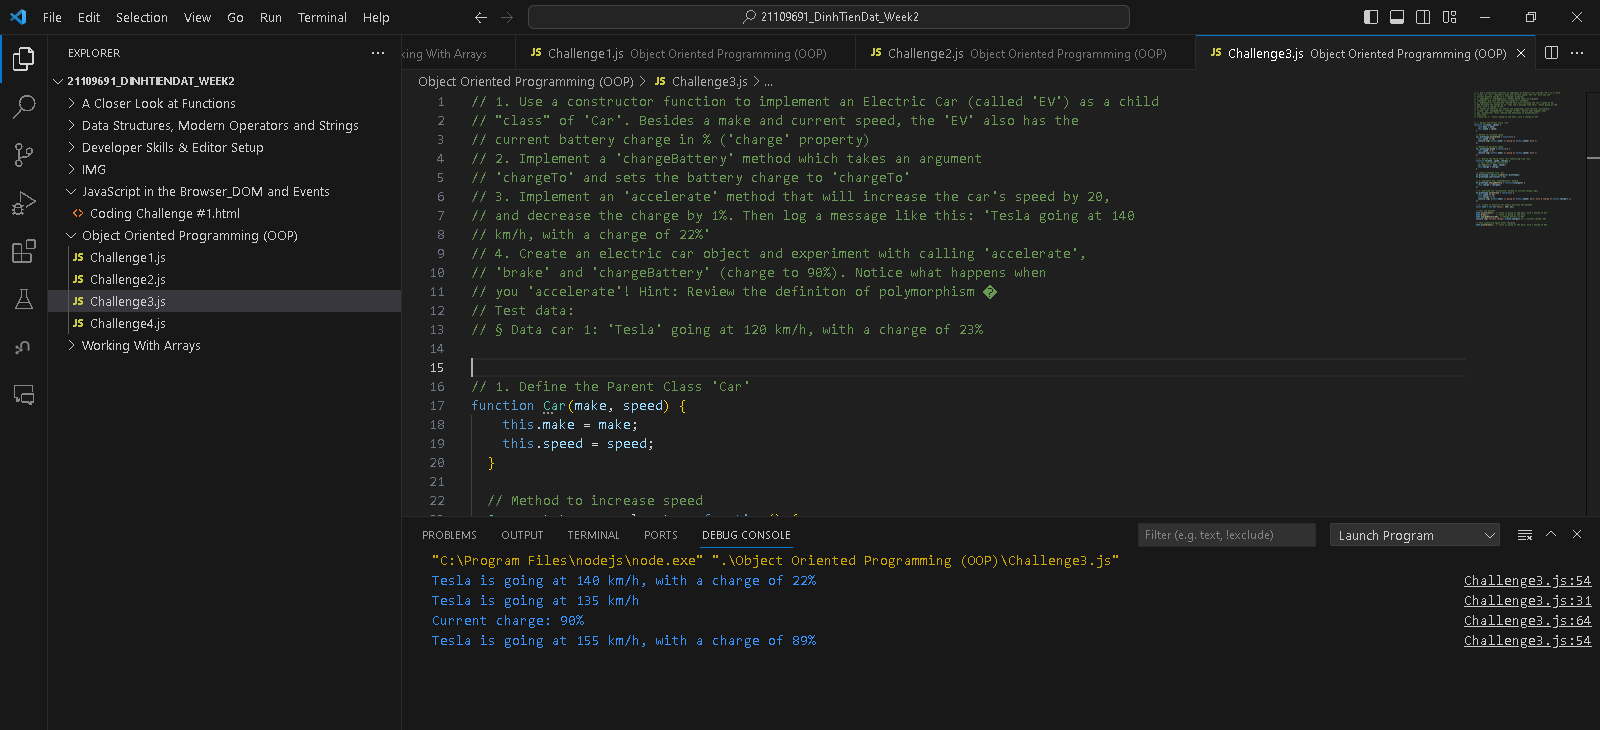 File Edit Selection View Go Run Terminal Help
21109691_DinhTienDat_Week2
EXPLORER
21109691_DINHTIENDAT_WEEK2
A Closer Look at Functions
Data Structures, Modern Operators and Strings
Developer Skills & Editor Setup
IMG
JavaScript in the Browser_DOM and Events
Coding Challenge #1.html
Object Oriented Programming (OOP)
JS Challenge1.js
JS Challenge2.js
JS Challenge3.js
JS Challenge4.js
Working With Arrays
king With Arrays
JS Challenge1.js Object Oriented Programming (OOP)
JS Challenge2.js Object Oriented Programming (OOP)
JS Challenge3.js Object Oriented Programming (OOP)
Object Oriented Programming (OOP) > JS Challenge3.js > ...
1 // 1. Use a constructor function to implement an Electric Car (called 'EV') as a child
2 // "class" of 'Car'. Besides a make and current speed, the 'EV' also has the
3 // current battery charge in % ('charge' property)
4 // 2. Implement a 'chargeBattery' method which takes an argument
5 // 'chargeTo' and sets the battery charge to 'chargeTo'
6 // 3. Implement an 'accelerate' method that will increase the car's speed by 20,
7 // and decrease the charge by 1%. Then log a message like this: 'Tesla going at 140
8 // km/h, with a charge of 22%'
9 // 4. Create an electric car object and experiment with calling 'accelerate',
10 // 'brake' and 'chargeBattery' (charge to 90%). Notice what happens when
11 // you 'accelerate'! Hint: Review the definiton of polymorphism �
12 // Test data:
13 // § Data car 1: 'Tesla' going at 120 km/h, with a charge of 23%
14
15
16 // 1. Define the Parent Class 'Car'
17 function Car(make, speed) {
18 this.make = make;
19 this.speed = speed;
20 }
21
22 // Method to increase speed
PROBLEMS OUTPUT TERMINAL PORTS DEBUG CONSOLE
Filter (e.g. text, !exclude)
Launch Program
"C:\Program Files\nodejs\node.exe" ".\Object Oriented Programming (OOP)\Challenge3.js"
Tesla is going at 140 km/h, with a charge of 22% Challenge3.js:54
Tesla is going at 135 km/h Challenge3.js:31
Current charge: 90% Challenge3.js:64
Tesla is going at 155 km/h, with a charge of 89% Challenge3.js:54